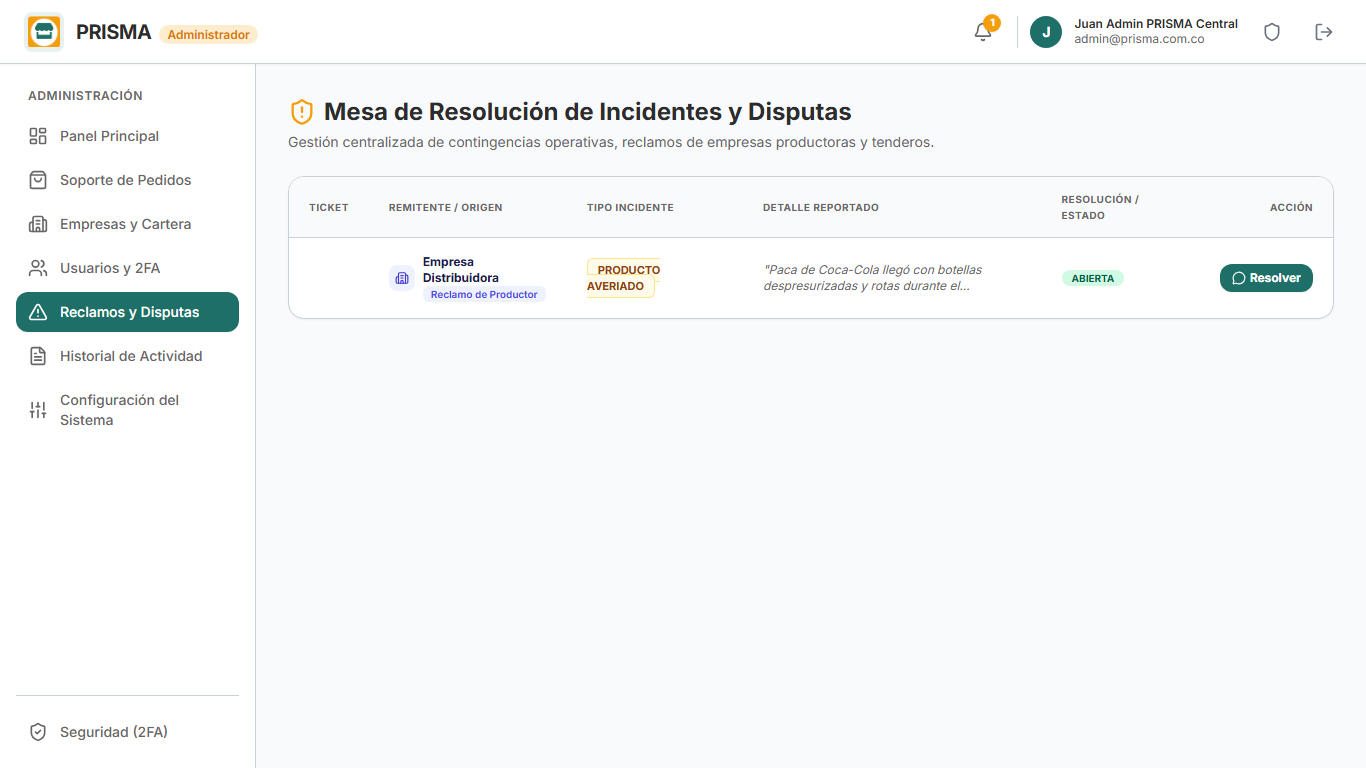 PRISMA Administrador
1
J
Juan Admin PRISMA Central
admin@prisma.com.co
ADMINISTRACIÓN
Panel Principal
Soporte de Pedidos
Empresas y Cartera
Usuarios y 2FA
Reclamos y Disputas
Historial de Actividad
Configuración del
Sistema
Seguridad (2FA)
Mesa de Resolución de Incidentes y Disputas
Gestión centralizada de contingencias operativas, reclamos de empresas productoras y tenderos.
TICKET
REMITENTE / ORIGEN
TIPO INCIDENTE
DETALLE REPORTADO
RESOLUCIÓN /
ESTADO
ACCIÓN
Empresa
Distribuidora
Reclamo de Productor
PRODUCTO
AVERIADO
"Paca de Coca-Cola llegó con botellas
despresurizadas y rotas durante el...
ABIERTA
Resolver